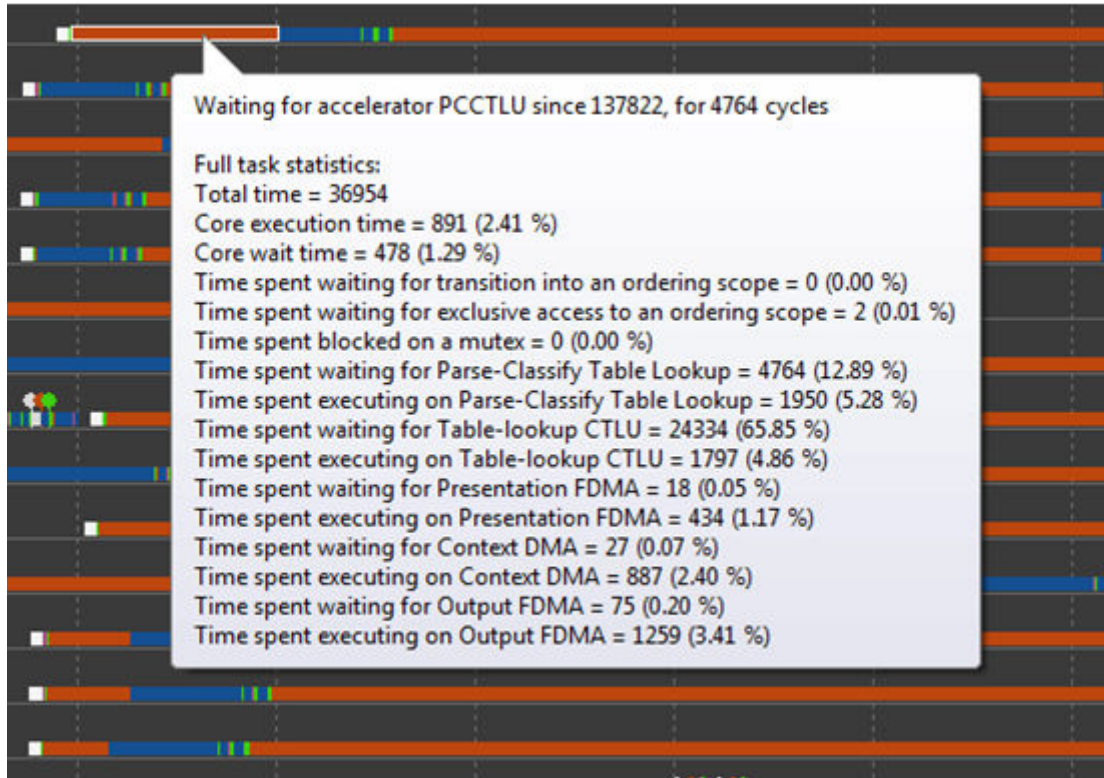 Waiting for accelerator PCCTLU since 137822, for 4764 cycles
Full task statistics:
Total time = 36954
Core execution time = 891 (2.41 %)
Core wait time = 478 (1.29 %)
Time spent waiting for transition into an ordering scope = 0 (0.00 %)
Time spent waiting for exclusive access to an ordering scope = 2 (0.01 %)
Time spent blocked on a mutex = 0 (0.00 %)
Time spent waiting for Parse-Classify Table Lookup = 4764 (12.89 %)
Time spent executing on Parse-Classify Table Lookup = 1950 (5.28 %)
Time spent waiting for Table-lookup CTLU = 24334 (65.85 %)
Time spent executing on Table-lookup CTLU = 1797 (4.86 %)
Time spent waiting for Presentation FDMA = 18 (0.05 %)
Time spent executing on Presentation FDMA = 434 (1.17 %)
Time spent waiting for Context DMA = 27 (0.07 %)
Time spent executing on Context DMA = 887 (2.40 %)
Time spent waiting for Output FDMA = 75 (0.20 %)
Time spent executing on Output FDMA = 1259 (3.41 %)